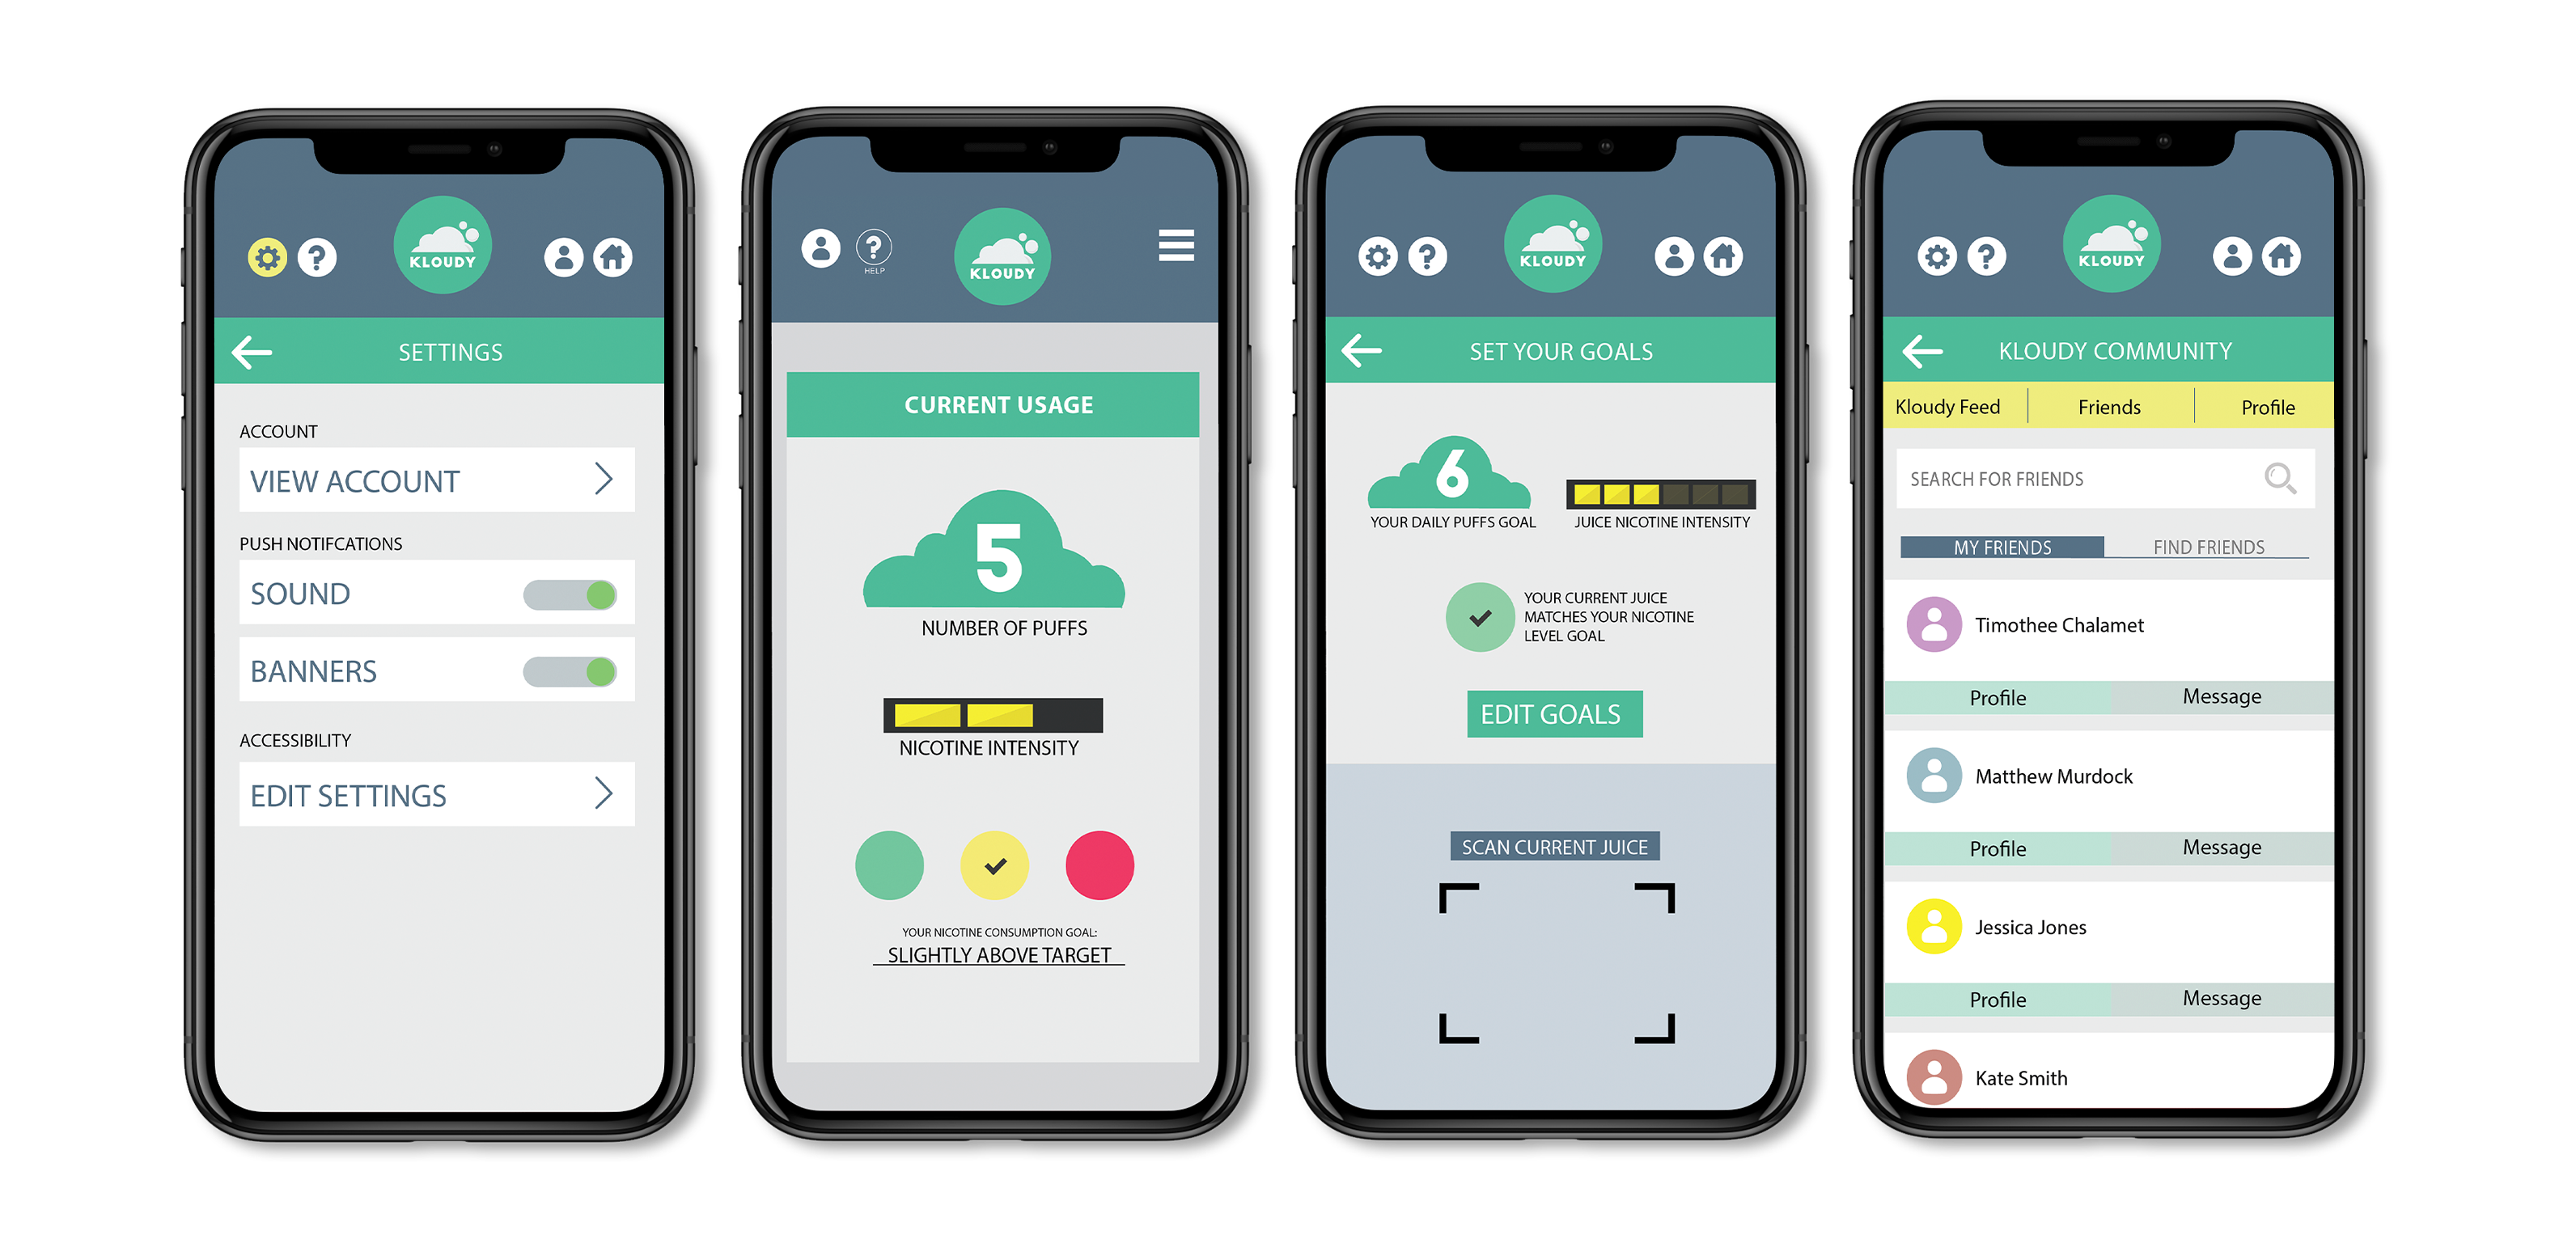 KLOUDY
SETTINGS
ACCOUNT
VIEW ACCOUNT
PUSH NOTIFCATIONS
SOUND
BANNERS
ACCESSIBILITY
EDIT SETTINGS
HELP
KLOUDY
CURRENT USAGE
5
NUMBER OF PUFFS
NICOTINE INTENSITY
YOUR NICOTINE CONSUMPTION GOAL:
SLIGHTLY ABOVE TARGET
KLOUDY
SET YOUR GOALS
6
YOUR DAILY PUFFS GOAL
JUICE NICOTINE INTENSITY
YOUR CURRENT JUICE
MATCHES YOUR NICOTINE
LEVEL GOAL
EDIT GOALS
SCAN CURRENT JUICE
KLOUDY
KLOUDY COMMUNITY
Kloudy Feed Friends Profile
SEARCH FOR FRIENDS
MY FRIENDS FIND FRIENDS
Timothee Chalamet
Profile Message
Matthew Murdock
Profile Message
Jessica Jones
Profile Message
Kate Smith